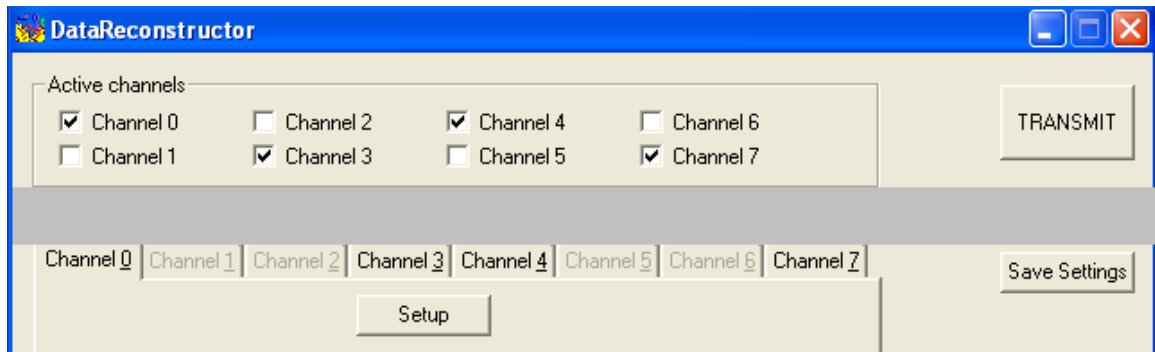 DataReconstructor
Active channels
Channel 0 Channel 2 Channel 4 Channel 6
TRANSMIT
Channel 1 Channel 3 Channel 5 Channel 7
Channel 0 Channel 1 Channel 2 Channel 3 Channel 4 Channel 5 Channel 6 Channel 7
Save Settings
Setup